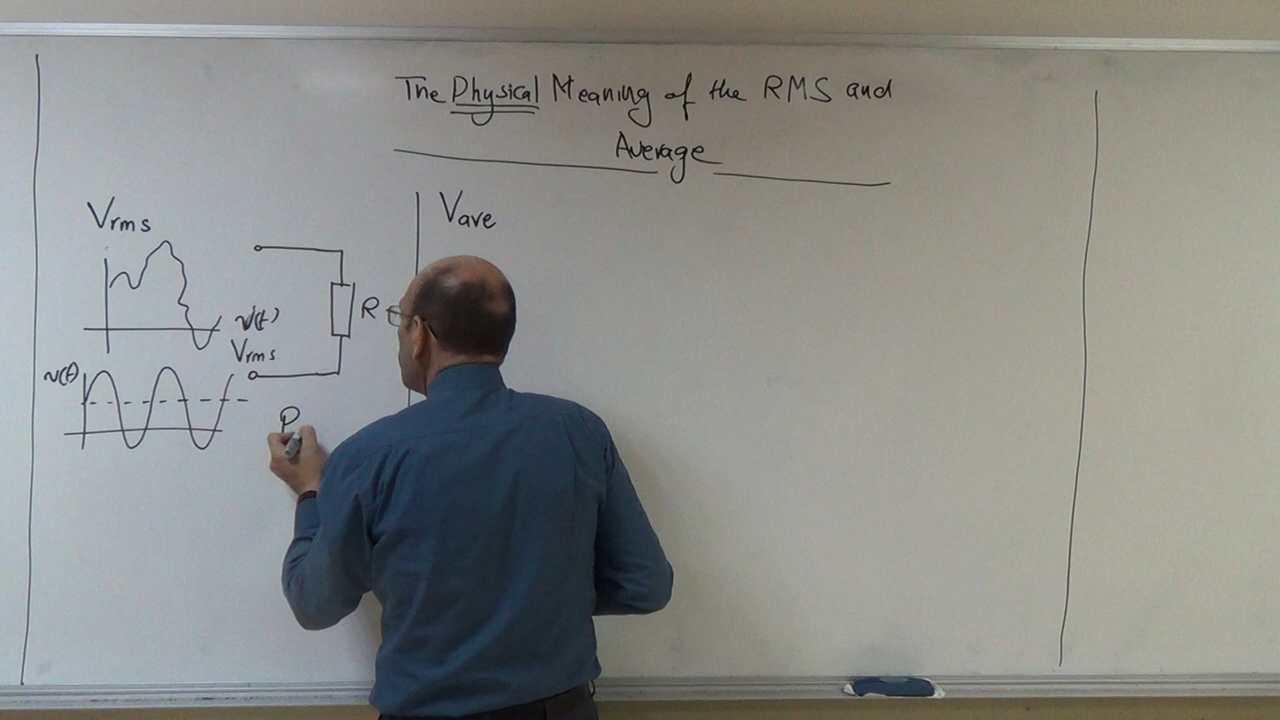 The Physical Meaning of the RMS and
Average
Vrms
Vave
v(t)
R
Vrms
v(t)
P